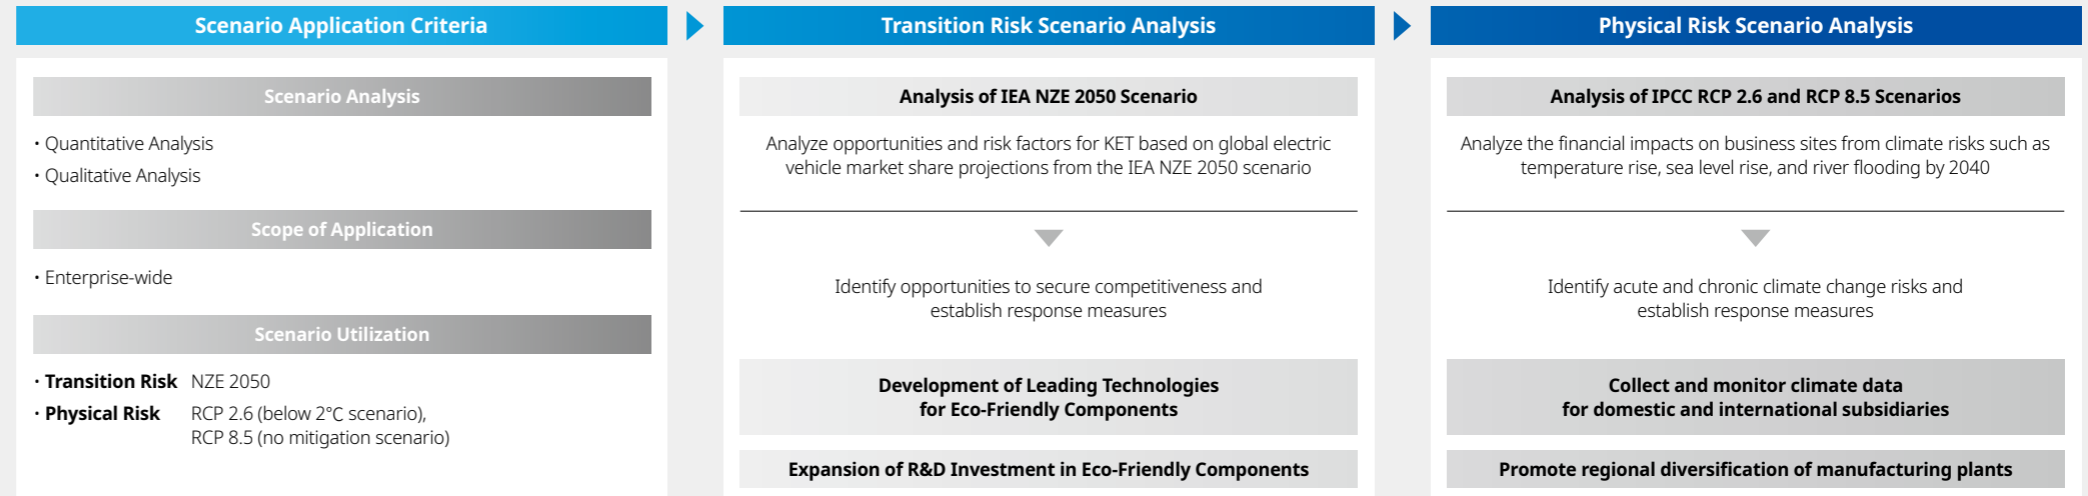 Scenario Application Criteria
Scenario Analysis
· Quantitative Analysis
· Qualitative Analysis
Scope of Application
· Enterprise-wide
Scenario Utilization
· Transition Risk NZE 2050
· Physical Risk RCP 2.6 (below 2℃ scenario),
RCP 8.5 (no mitigation scenario)
Transition Risk Scenario Analysis
Analysis of IEA NZE 2050 Scenario
Analyze opportunities and risk factors for KET based on global electric
vehicle market share projections from the IEA NZE 2050 scenario
Identify opportunities to secure competitiveness and
establish response measures
Development of Leading Technologies
for Eco-Friendly Components
Expansion of R&D Investment in Eco-Friendly Components
Physical Risk Scenario Analysis
Analysis of IPCC RCP 2.6 and RCP 8.5 Scenarios
Analyze the financial impacts on business sites from climate risks such as
temperature rise, sea level rise, and river flooding by 2040
Identify acute and chronic climate change risks and
establish response measures
Collect and monitor climate data
for domestic and international subsidiaries
Promote regional diversification of manufacturing plants